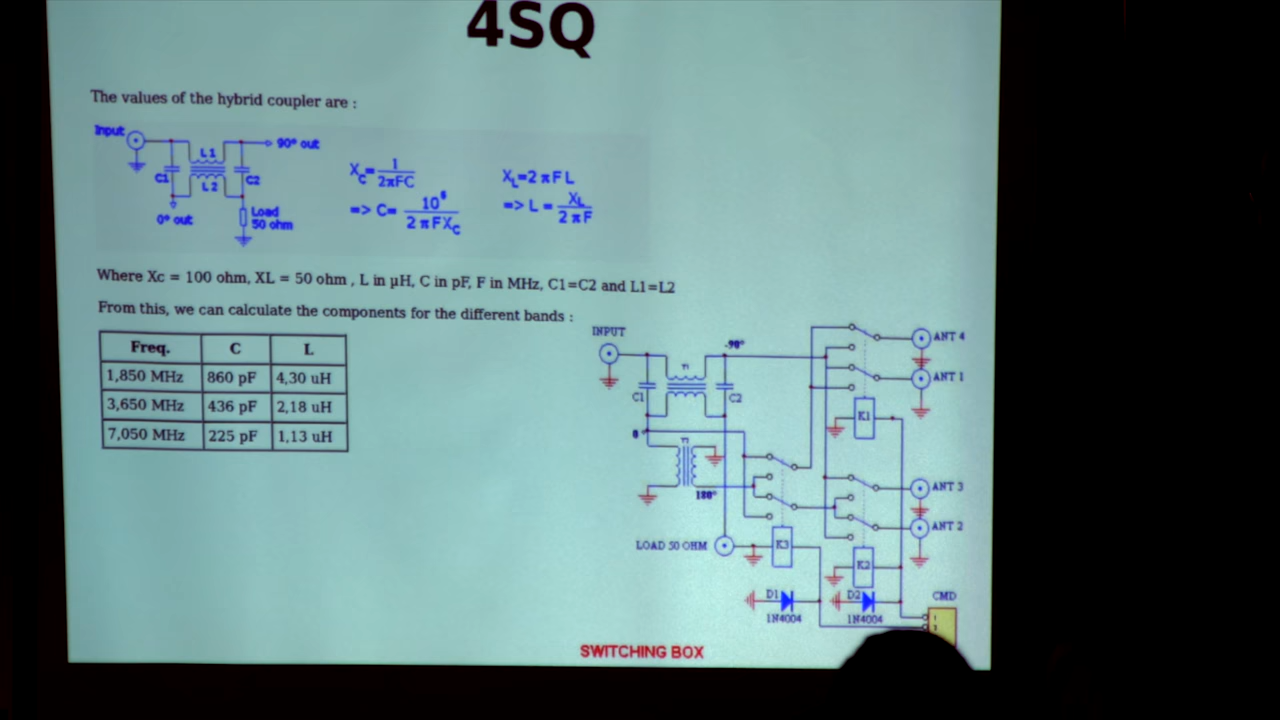 4SQ
The values of the hybrid coupler are :
Input
90° out
L1
C1
L2
C2
0° out
Load
50 ohm
Xc= 1/2πFC
=> C= 10⁶/2πFXc
XL=2πFL
=> L = XL/2πF
Where Xc = 100 ohm, XL = 50 ohm , L in µH, C in pF, F in MHz, C1=C2 and L1=L2
From this, we can calculate the components for the different bands :
Freq. C L
1,850 MHz 860 pF 4,30 uH
3,650 MHz 436 pF 2,18 uH
7,050 MHz 225 pF 1,13 uH
INPUT
-90°
T1
C1
C2
0°
180°
LOAD 50 OHM
ANT 4
ANT 1
K1
ANT 3
ANT 2
K3
K2
D1
1N4004
D2
1N4004
CMD
1
SWITCHING BOX